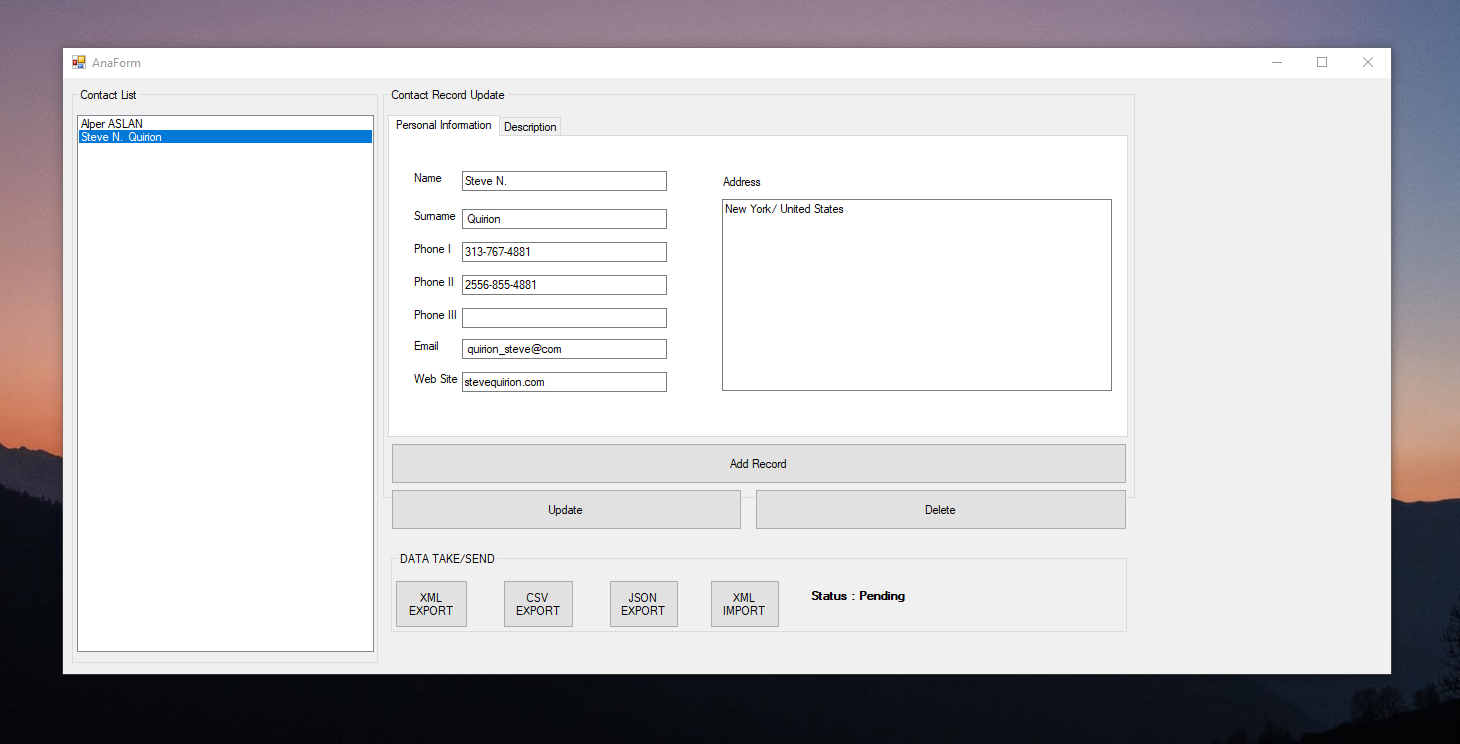 AnaForm
Contact List
Alper ASLAN
Steve N. Quirion
Contact Record Update
Personal Information
Description
Name
Steve N.
Surname
Quirion
Phone I
313-767-4881
Phone II
2556-855-4881
Phone III
Email
quirion_steve@com
Web Site
stevequirion.com
Address
New York/ United States
Add Record
Update
Delete
DATA TAKE/SEND
XML
EXPORT
CSV
EXPORT
JSON
EXPORT
XML
IMPORT
Status : Pending